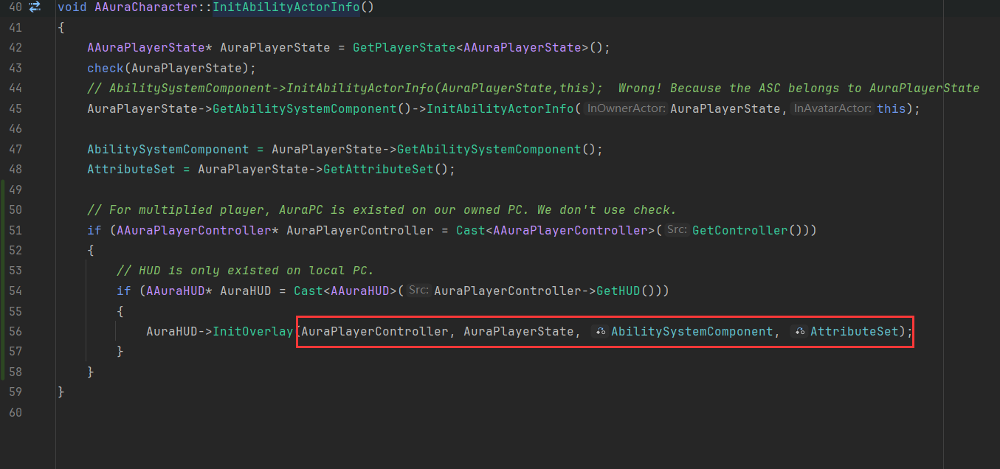 40 void AAuraCharacter::InitAbilityActorInfo()
41 {
42 AAuraPlayerState* AuraPlayerState = GetPlayerState<AAuraPlayerState>();
43 check(AuraPlayerState);
44 // AbilitySystemComponent->InitAbilityActorInfo(AuraPlayerState,this);  Wrong! Because the ASC belongs to AuraPlayerState
45 AuraPlayerState->GetAbilitySystemComponent()->InitAbilityActorInfo( InOwnerActor: AuraPlayerState, InAvatarActor: this);
46
47 AbilitySystemComponent = AuraPlayerState->GetAbilitySystemComponent();
48 AttributeSet = AuraPlayerState->GetAttributeSet();
49
50 // For multiplied player, AuraPC is existed on our owned PC. We don't use check.
51 if (AAuraPlayerController* AuraPlayerController = Cast<AAuraPlayerController>( Src: GetController()))
52 {
53 // HUD is only existed on local PC.
54 if (AAuraHUD* AuraHUD = Cast<AAuraHUD>( Src: AuraPlayerController->GetHUD()))
55 {
56 AuraHUD->InitOverlay(AuraPlayerController, AuraPlayerState, AbilitySystemComponent, AttributeSet);
57 }
58 }
59 }
60